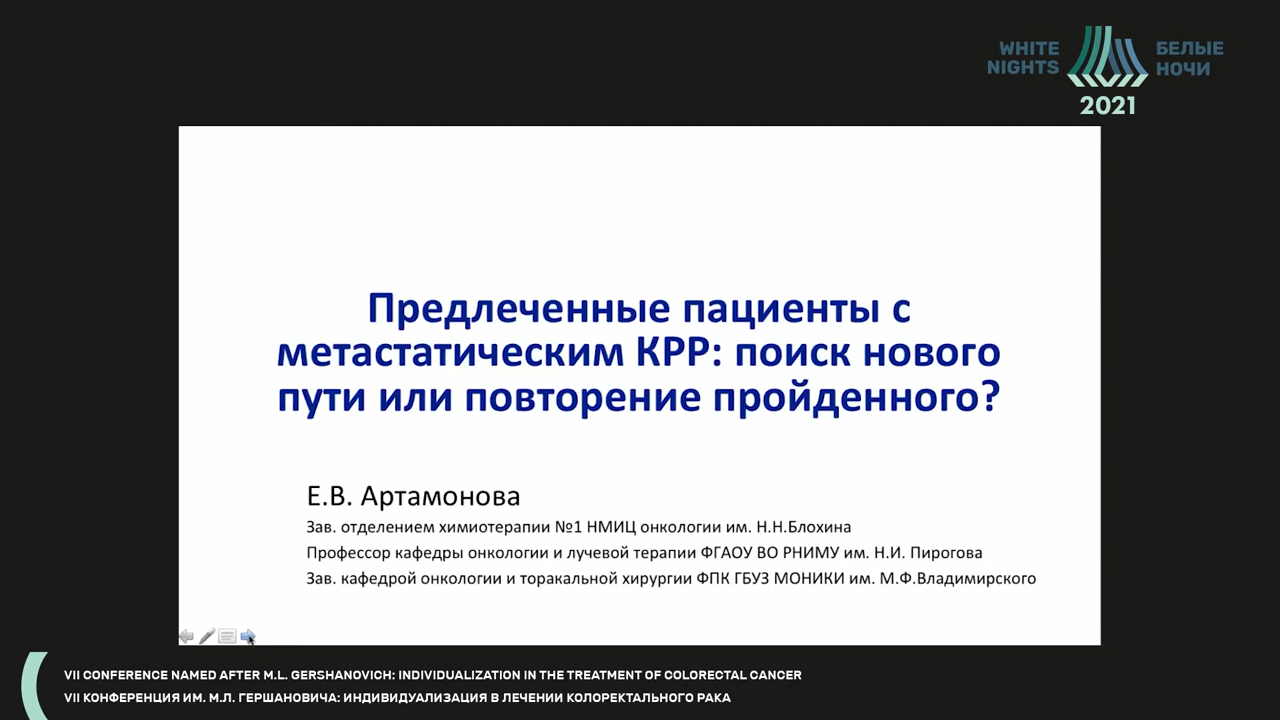 WHITE NIGHTS
БЕЛЫЕ НОЧИ
2021
Предлеченные пациенты с
метастатическим КРР: поиск нового
пути или повторение пройденного?
Е.В. Артамонова
Зав. отделением химиотерапии №1 НМИЦ онкологии им. Н.Н.Блохина
Профессор кафедры онкологии и лучевой терапии ФГАОУ ВО РНИМУ им. Н.И. Пирогова
Зав. кафедрой онкологии и торакальной хирургии ФПК ГБУЗ МОНИКИ им. М.Ф.Владимирского
VII CONFERENCE NAMED AFTER M.L. GERSHANOVICH: INDIVIDUALIZATION IN THE TREATMENT OF COLORECTAL CANCER
VII КОНФЕРЕНЦИЯ ИМ. М.Л. ГЕРШАНОВИЧА: ИНДИВИДУАЛИЗАЦИЯ В ЛЕЧЕНИИ КОЛОРЕКТАЛЬНОГО РАКА